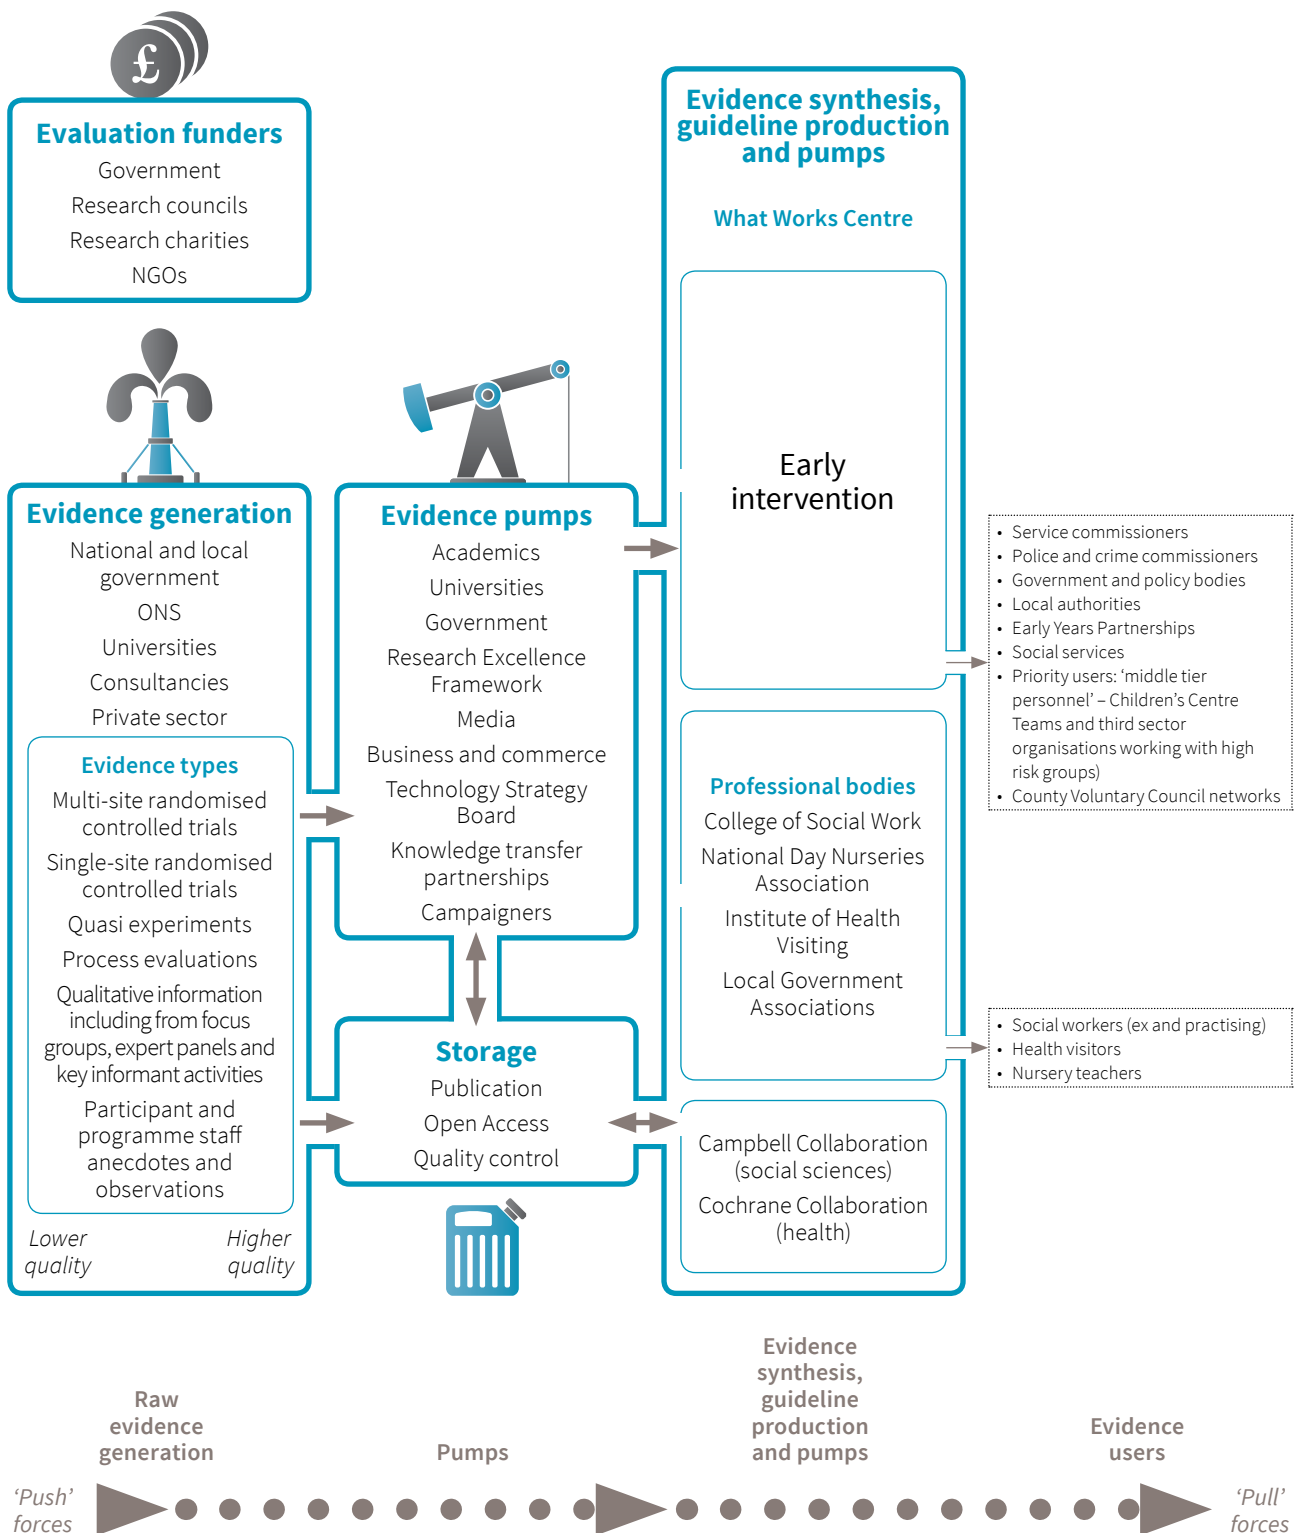 £
Evaluation funders
Government
Research councils
Research charities
NGOs
Evidence generation
National and local
government
ONS
Universities
Consultancies
Private sector
Evidence types
Multi-site randomised
controlled trials
Single-site randomised
controlled trials
Quasi experiments
Process evaluations
Qualitative information
including from focus
groups, expert panels and
key informant activities
Participant and
programme staff
anecdotes and
observations
Lower
quality
Higher
quality
Evidence pumps
Academics
Universities
Government
Research Excellence
Framework
Media
Business and commerce
Technology Strategy
Board
Knowledge transfer
partnerships
Campaigners
Storage
Publication
Open Access
Quality control
Evidence synthesis,
guideline production
and pumps
What Works Centre
Early
intervention
Professional bodies
College of Social Work
National Day Nurseries
Association
Institute of Health
Visiting
Local Government
Associations
Campbell Collaboration
(social sciences)
Cochrane Collaboration
(health)
• Service commissioners
• Police and crime commissioners
• Government and policy bodies
• Local authorities
• Early Years Partnerships
• Social services
• Priority users: ‘middle tier
personnel’ – Children’s Centre
Teams and third sector
organisations working with high
risk groups)
• County Voluntary Council networks
• Social workers (ex and practising)
• Health visitors
• Nursery teachers
Raw
evidence
generation
Pumps
Evidence
synthesis,
guideline
production
and pumps
Evidence
users
‘Push’
forces
‘Pull’
forces